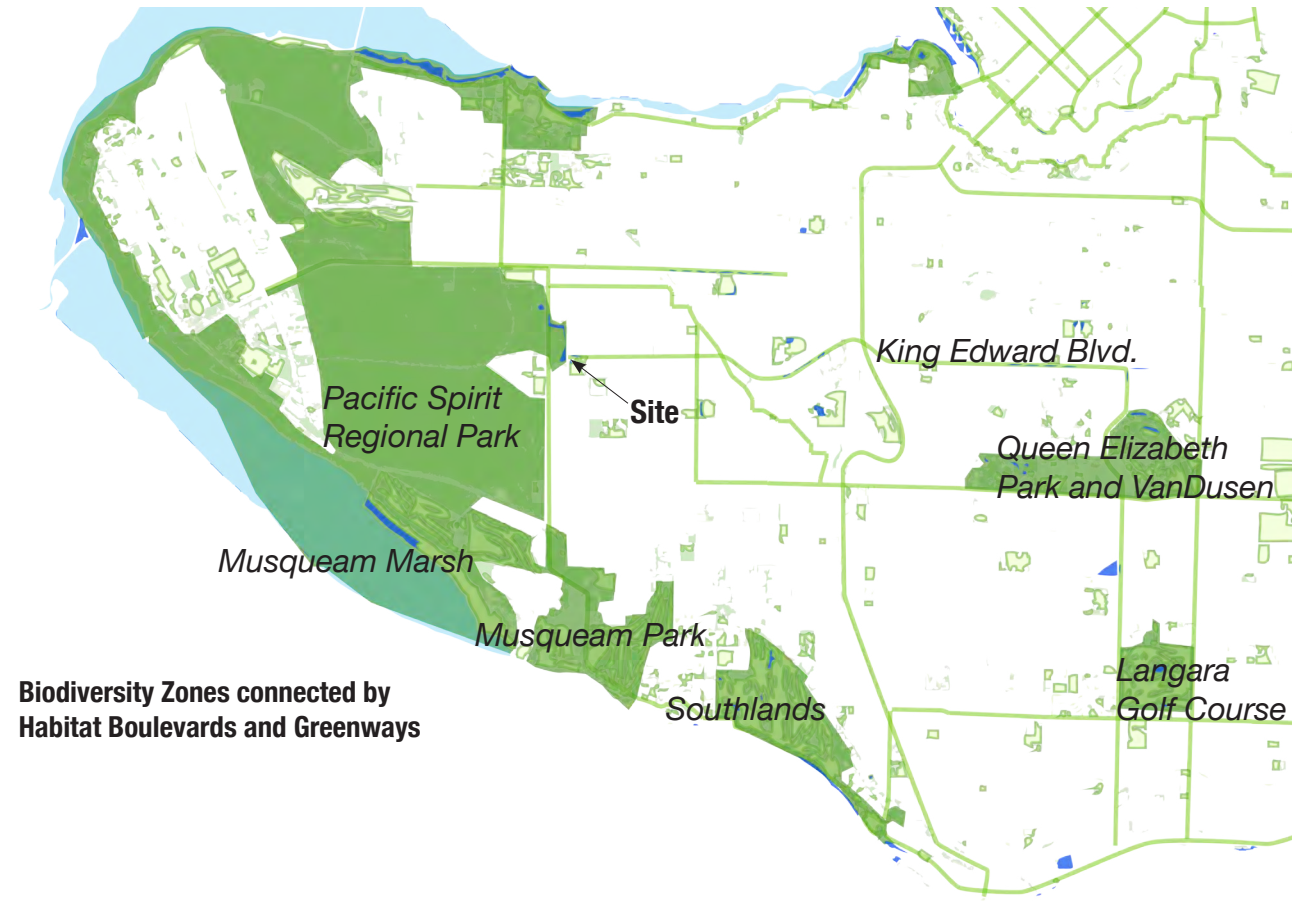 King Edward Blvd.
Pacific Spirit
Regional Park
Site
Queen Elizabeth
Park and VanDusen
Musqueam Marsh
Musqueam Park
Langara
Golf Course
Southlands
Biodiversity Zones connected by
Habitat Boulevards and Greenways